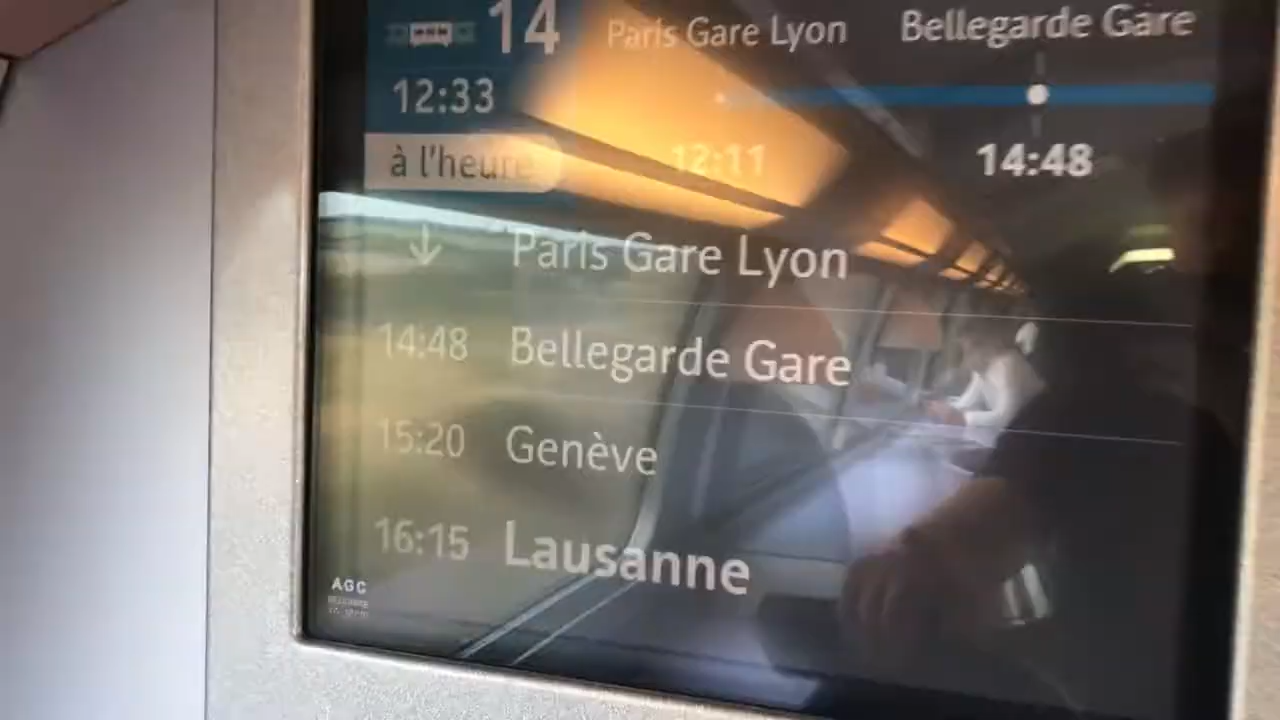 14 Paris Gare Lyon Bellegarde Gare
12:33
à l'heure 12:11 14:48
↓ Paris Gare Lyon
14:48 Bellegarde Gare
15:20 Genève
16:15 Lausanne
AGC